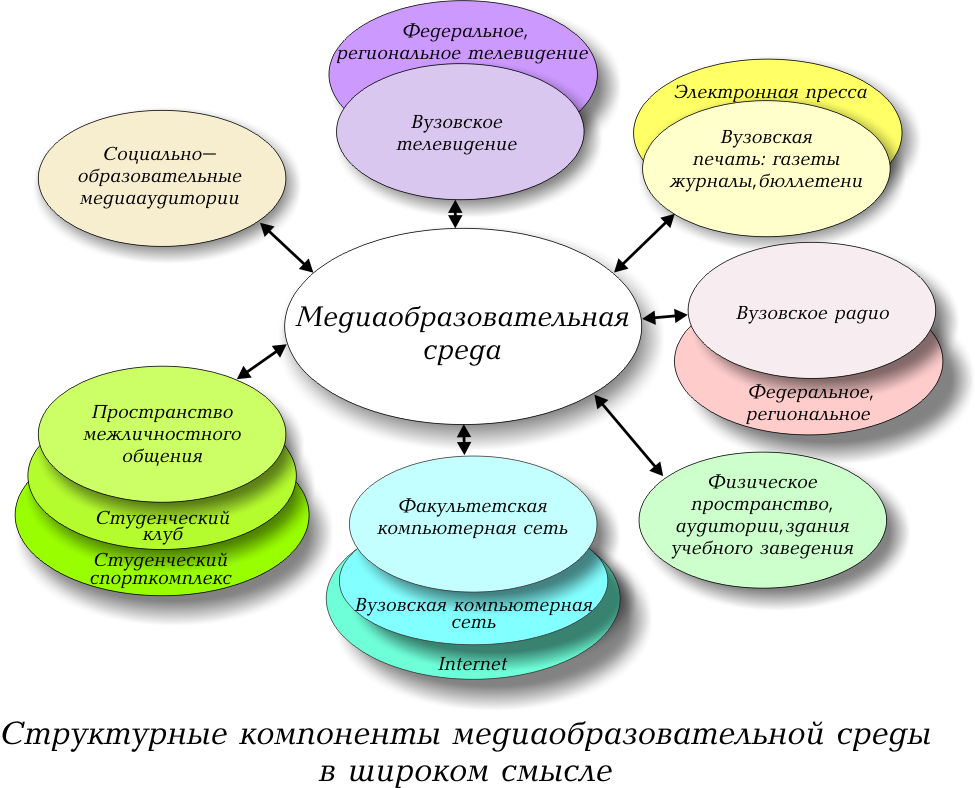 Федеральное,
региональное телевидение
Вузовское
телевидение
Электронная пресса
Вузовская
печать: газеты
журналы,бюллетени
Социально—
образовательные
медиааудитории
Медиаобразовательная
среда
Вузовское радио
Федеральное,
региональное
Пространство
межличностного
общения
Студенческий
клуб
Студенческий
спорткомплекс
Факультетская
компьютерная сеть
Вузовская компьютерная
сеть
Internet
Физическое
пространство,
аудитории,здания
учебного заведения
Структурные компоненты медиаобразовательной среды
в широком смысле